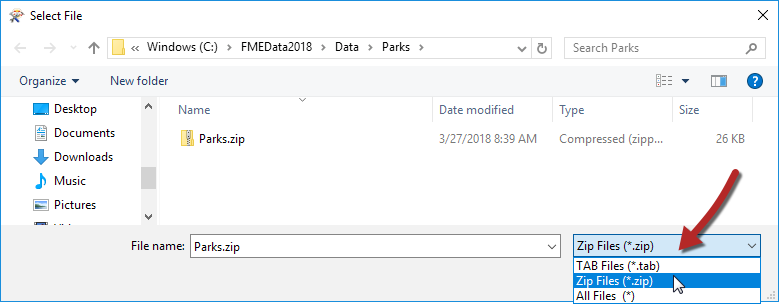 Select File
« Windows (C:) › FMEData2018 › Data › Parks ›
Search Parks
Organize New folder
Desktop
Documents
Downloads
Music
Pictures
Name Date modified Type Size
Parks.zip 3/27/2018 8:39 AM Compressed (zipp... 26 KB
File name: Parks.zip
Zip Files (*.zip)
TAB Files (*.tab)
Zip Files (*.zip)
All Files (*)